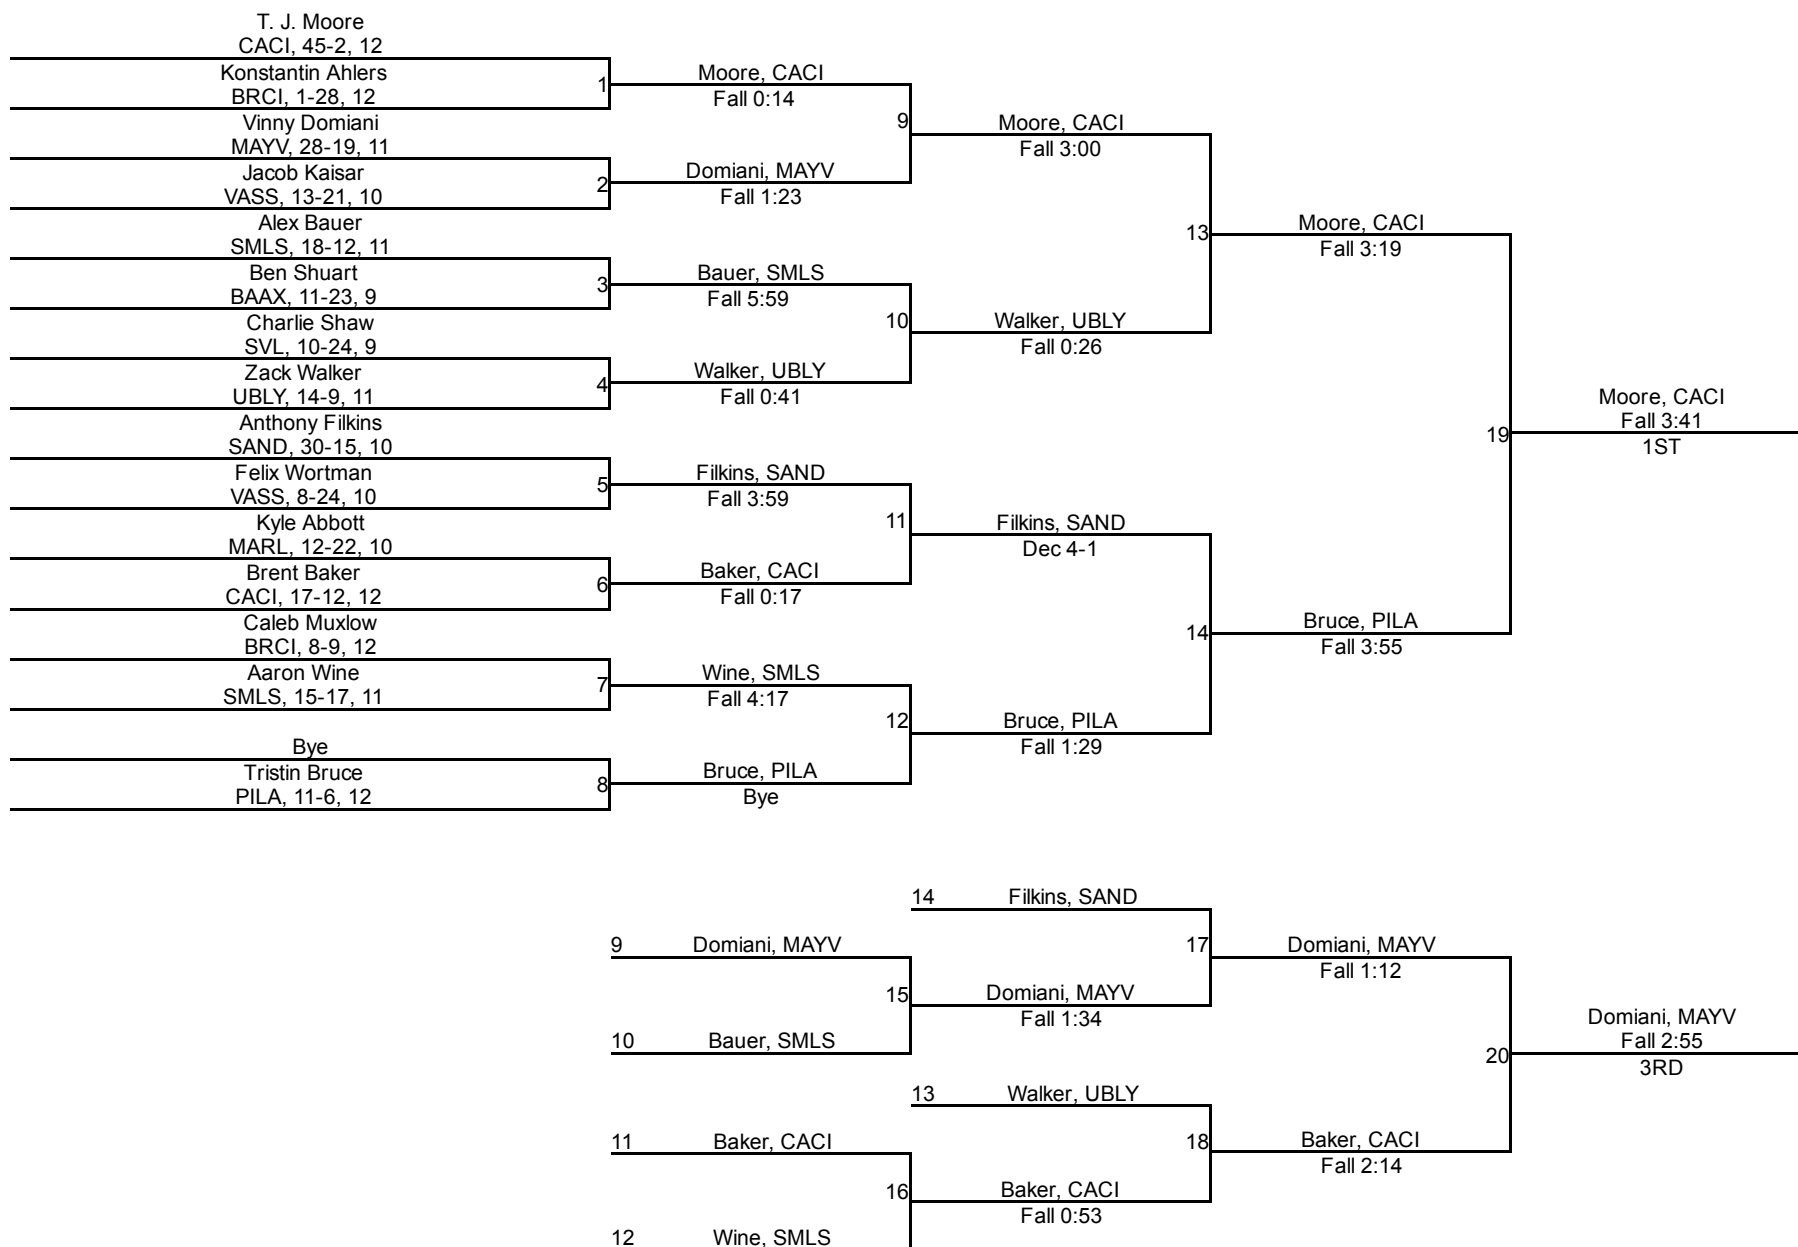 T. J. Moore
CACI, 45-2, 12
Konstantin Ahlers
BRCI, 1-28, 12
1
Moore, CACI
Fall 0:14
Vinny Domiani
MAYV, 28-19, 11
Jacob Kaisar
VASS, 13-21, 10
2
Domiani, MAYV
Fall 1:23
9
Moore, CACI
Fall 3:00
Alex Bauer
SMLS, 18-12, 11
Ben Shuart
BAAX, 11-23, 9
3
Bauer, SMLS
Fall 5:59
Charlie Shaw
SVL, 10-24, 9
Zack Walker
UBLY, 14-9, 11
4
Walker, UBLY
Fall 0:41
10
Walker, UBLY
Fall 0:26
13
Moore, CACI
Fall 3:19
Anthony Filkins
SAND, 30-15, 10
Felix Wortman
VASS, 8-24, 10
5
Filkins, SAND
Fall 3:59
Kyle Abbott
MARL, 12-22, 10
Brent Baker
CACI, 17-12, 12
6
Baker, CACI
Fall 0:17
11
Filkins, SAND
Dec 4-1
Caleb Muxlow
BRCI, 8-9, 12
Aaron Wine
SMLS, 15-17, 11
7
Wine, SMLS
Fall 4:17
Bye
Tristin Bruce
PILA, 11-6, 12
8
Bruce, PILA
Bye
12
Bruce, PILA
Fall 1:29
14
Bruce, PILA
Fall 3:55
19
Moore, CACI
Fall 3:41
1ST
14
Filkins, SAND
9
Domiani, MAYV
10
Bauer, SMLS
15
Domiani, MAYV
Fall 1:34
17
Domiani, MAYV
Fall 1:12
13
Walker, UBLY
11
Baker, CACI
12
Wine, SMLS
16
Baker, CACI
Fall 0:53
18
Baker, CACI
Fall 2:14
20
Domiani, MAYV
Fall 2:55
3RD